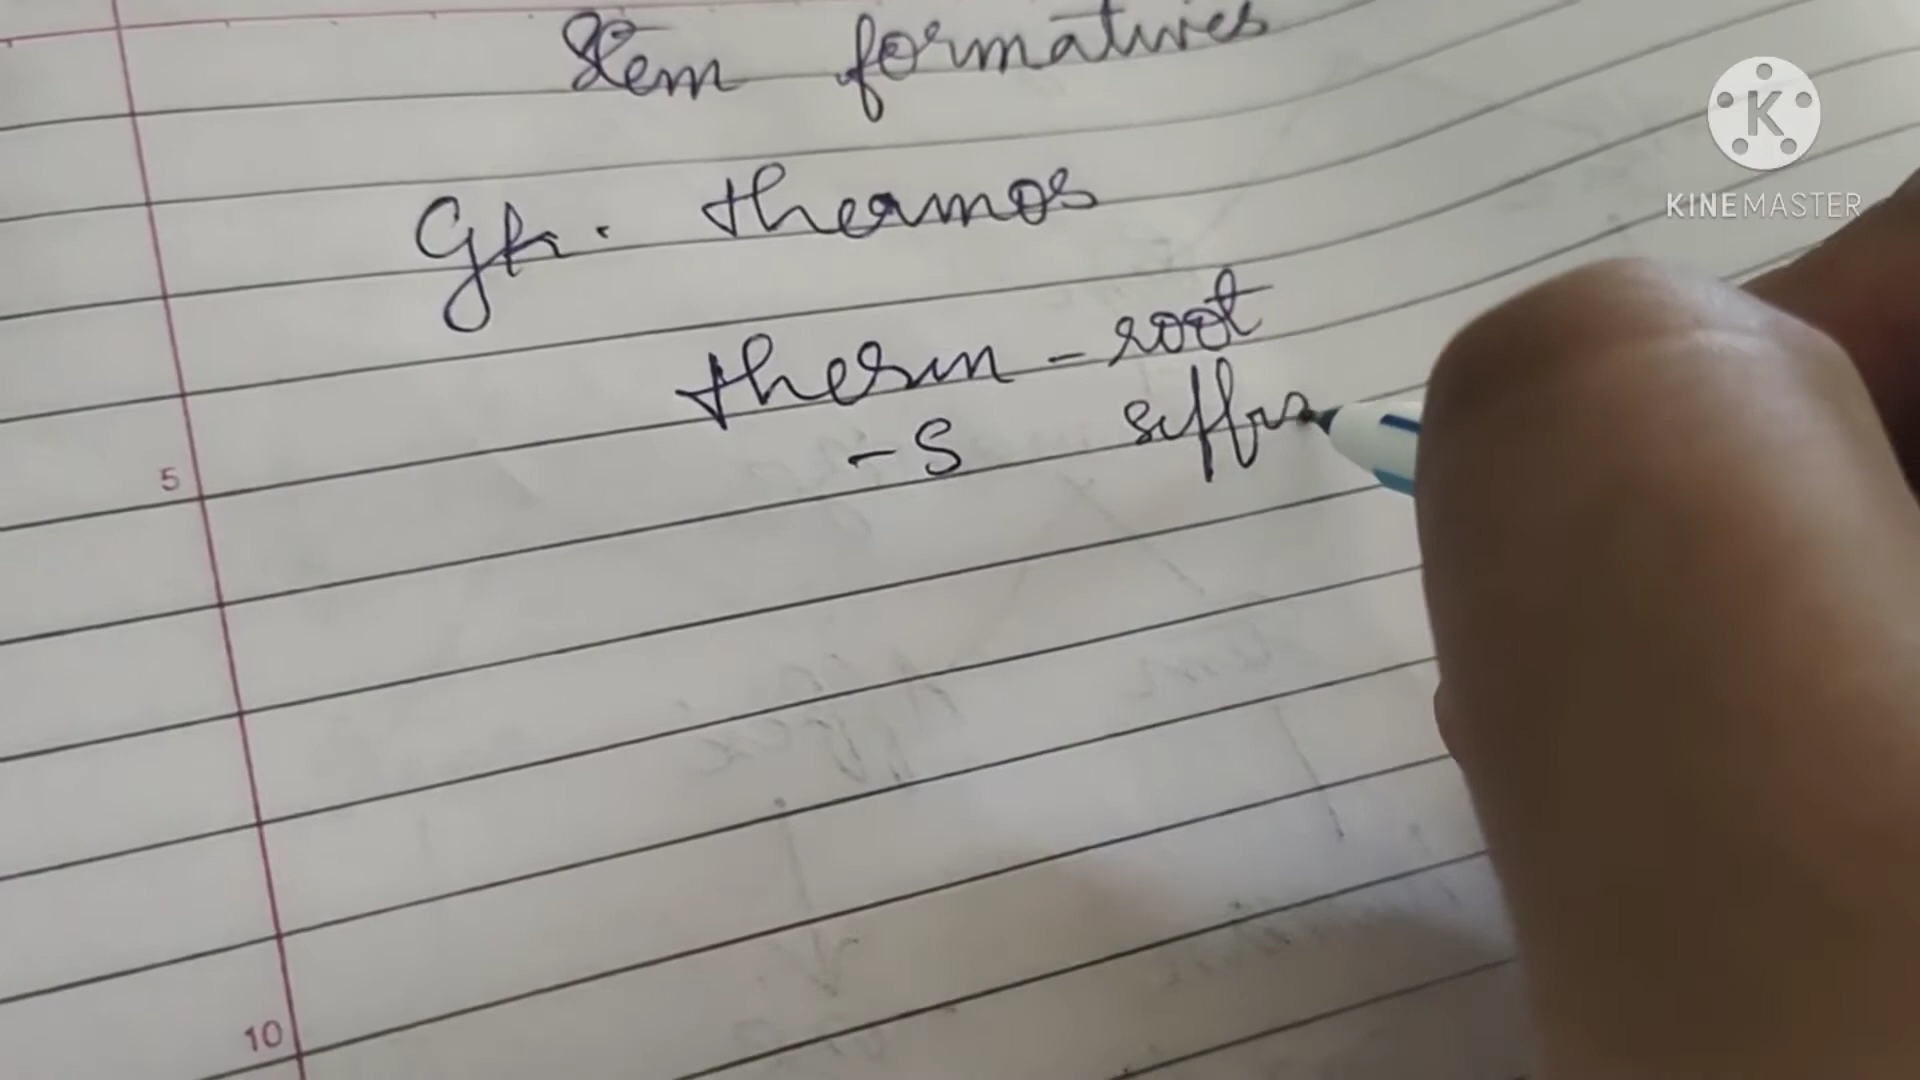 Stem formatives
Gk. thermos
therm - root
- s suffix
5
10
K
KINEMASTER